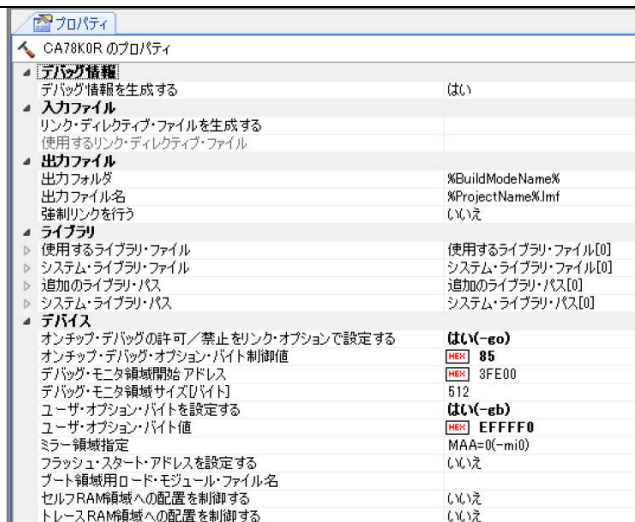 プロパティ
CA78K0R のプロパティ
デバッグ情報
デバッグ情報を生成する はい
入力ファイル
リンク・ディレクティブ・ファイルを生成する
使用するリンク・ディレクティブ・ファイル
出力ファイル
出力フォルダ %BuildModeName%
出力ファイル名 %ProjectName%.lmf
強制リンクを行う いいえ
ライブラリ
使用するライブラリ・ファイル 使用するライブラリ・ファイル[0]
システム・ライブラリ・ファイル システム・ライブラリ・ファイル[0]
追加のライブラリ・パス 追加のライブラリ・パス[0]
システム・ライブラリ・パス システム・ライブラリ・パス[0]
デバイス
オンチップ・デバッグの許可／禁止をリンク・オプションで設定する はい(-go)
オンチップ・デバッグ・オプション・バイト制御値 HEX 85
デバッグ・モニタ領域開始アドレス HEX 3FE00
デバッグ・モニタ領域サイズ[バイト] 512
ユーザ・オプション・バイトを設定する はい(-gb)
ユーザ・オプション・バイト値 HEX EFFFF0
ミラー領域指定 MAA=0(-mi0)
フラッシュ・スタート・アドレスを設定する いいえ
ブート領域用ロード・モジュール・ファイル名
セルフRAM領域への配置を制御する いいえ
トレースRAM領域への配置を制御する いいえ